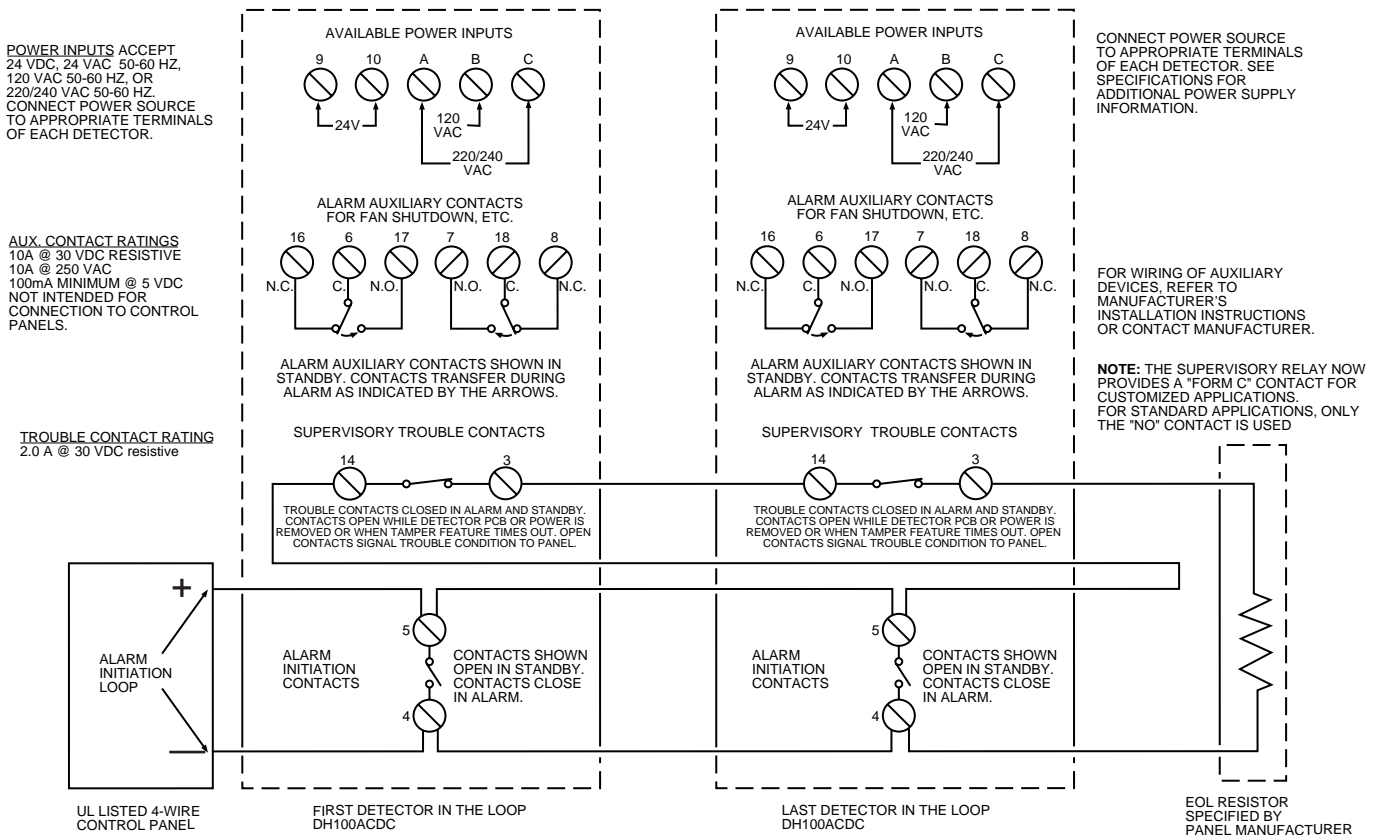 POWER INPUTS ACCEPT
24 VDC, 24 VAC 50-60 HZ,
120 VAC 50-60 HZ, OR
220/240 VAC 50-60 HZ.
CONNECT POWER SOURCE
TO APPROPRIATE TERMINALS
OF EACH DETECTOR.
AUX. CONTACT RATINGS
10A @ 30 VDC RESISTIVE
10A @ 250 VAC
100mA MINIMUM @ 5 VDC
NOT INTENDED FOR
CONNECTION TO CONTROL
PANELS.
TROUBLE CONTACT RATING
2.0 A @ 30 VDC resistive
AVAILABLE POWER INPUTS
9 10 A B C
24V
120
VAC
220/240
VAC
ALARM AUXILIARY CONTACTS
FOR FAN SHUTDOWN, ETC.
16 6 17 7 18 8
N.C. C. N.O. N.O. C. N.C.
ALARM AUXILIARY CONTACTS SHOWN IN
STANDBY. CONTACTS TRANSFER DURING
ALARM AS INDICATED BY THE ARROWS.
SUPERVISORY TROUBLE CONTACTS
14 3
TROUBLE CONTACTS CLOSED IN ALARM AND STANDBY.
CONTACTS OPEN WHILE DETECTOR PCB OR POWER IS
REMOVED OR WHEN TAMPER FEATURE TIMES OUT. OPEN
CONTACTS SIGNAL TROUBLE CONDITION TO PANEL.
AVAILABLE POWER INPUTS
9 10 A B C
24V
120
VAC
220/240
VAC
ALARM AUXILIARY CONTACTS
FOR FAN SHUTDOWN, ETC.
16 6 17 7 18 8
N.C. C. N.O. N.O. C. N.C.
ALARM AUXILIARY CONTACTS SHOWN IN
STANDBY. CONTACTS TRANSFER DURING
ALARM AS INDICATED BY THE ARROWS.
SUPERVISORY TROUBLE CONTACTS
14 3
TROUBLE CONTACTS CLOSED IN ALARM AND STANDBY.
CONTACTS OPEN WHILE DETECTOR PCB OR POWER IS
REMOVED OR WHEN TAMPER FEATURE TIMES OUT. OPEN
CONTACTS SIGNAL TROUBLE CONDITION TO PANEL.
CONNECT POWER SOURCE
TO APPROPRIATE TERMINALS
OF EACH DETECTOR. SEE
SPECIFICATIONS FOR
ADDITIONAL POWER SUPPLY
INFORMATION.
FOR WIRING OF AUXILIARY
DEVICES, REFER TO
MANUFACTURER'S
INSTALLATION INSTRUCTIONS
OR CONTACT MANUFACTURER.
NOTE: THE SUPERVISORY RELAY NOW
PROVIDES A "FORM C" CONTACT FOR
CUSTOMIZED APPLICATIONS.
FOR STANDARD APPLICATIONS, ONLY
THE "NO" CONTACT IS USED
+
ALARM
INITIATION
LOOP
—
UL LISTED 4-WIRE
CONTROL PANEL
5
ALARM
INITIATION
CONTACTS
CONTACTS SHOWN
OPEN IN STANDBY.
CONTACTS CLOSE
IN ALARM.
4
FIRST DETECTOR IN THE LOOP
DH100ACDC
5
ALARM
INITIATION
CONTACTS
CONTACTS SHOWN
OPEN IN STANDBY.
CONTACTS CLOSE
IN ALARM.
4
LAST DETECTOR IN THE LOOP
DH100ACDC
EOL RESISTOR
SPECIFIED BY
PANEL MANUFACTURER